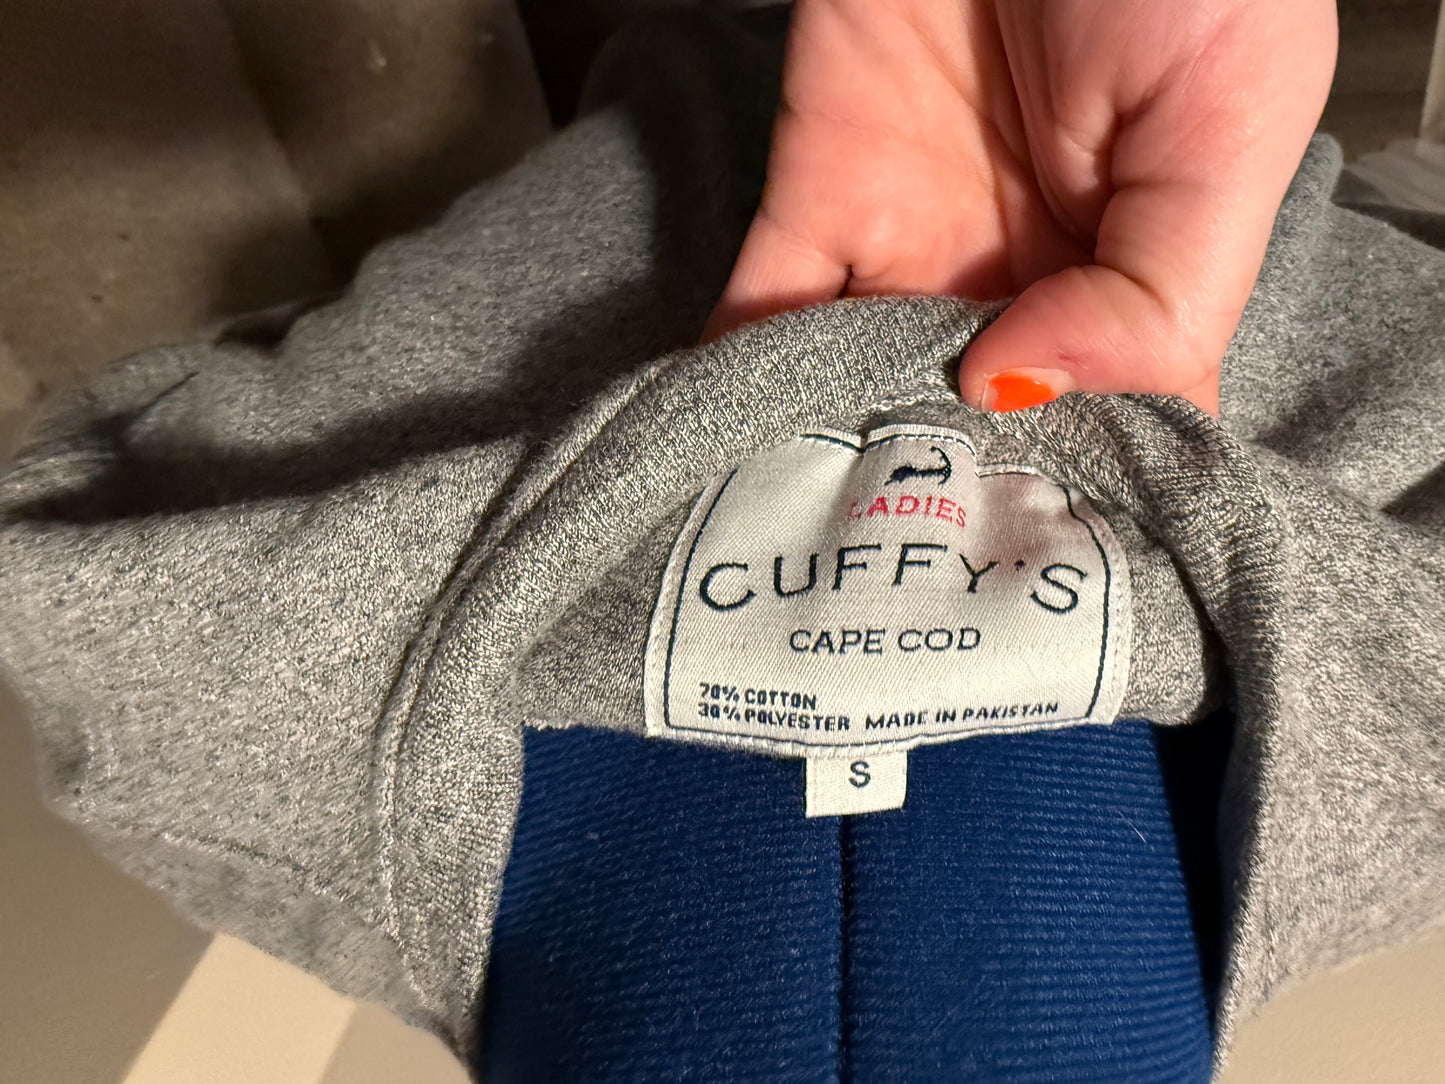 LADIES
CUFFY'S
CAPE COD
70% COTTON
30% POLYESTER MADE IN PAKISTAN
S